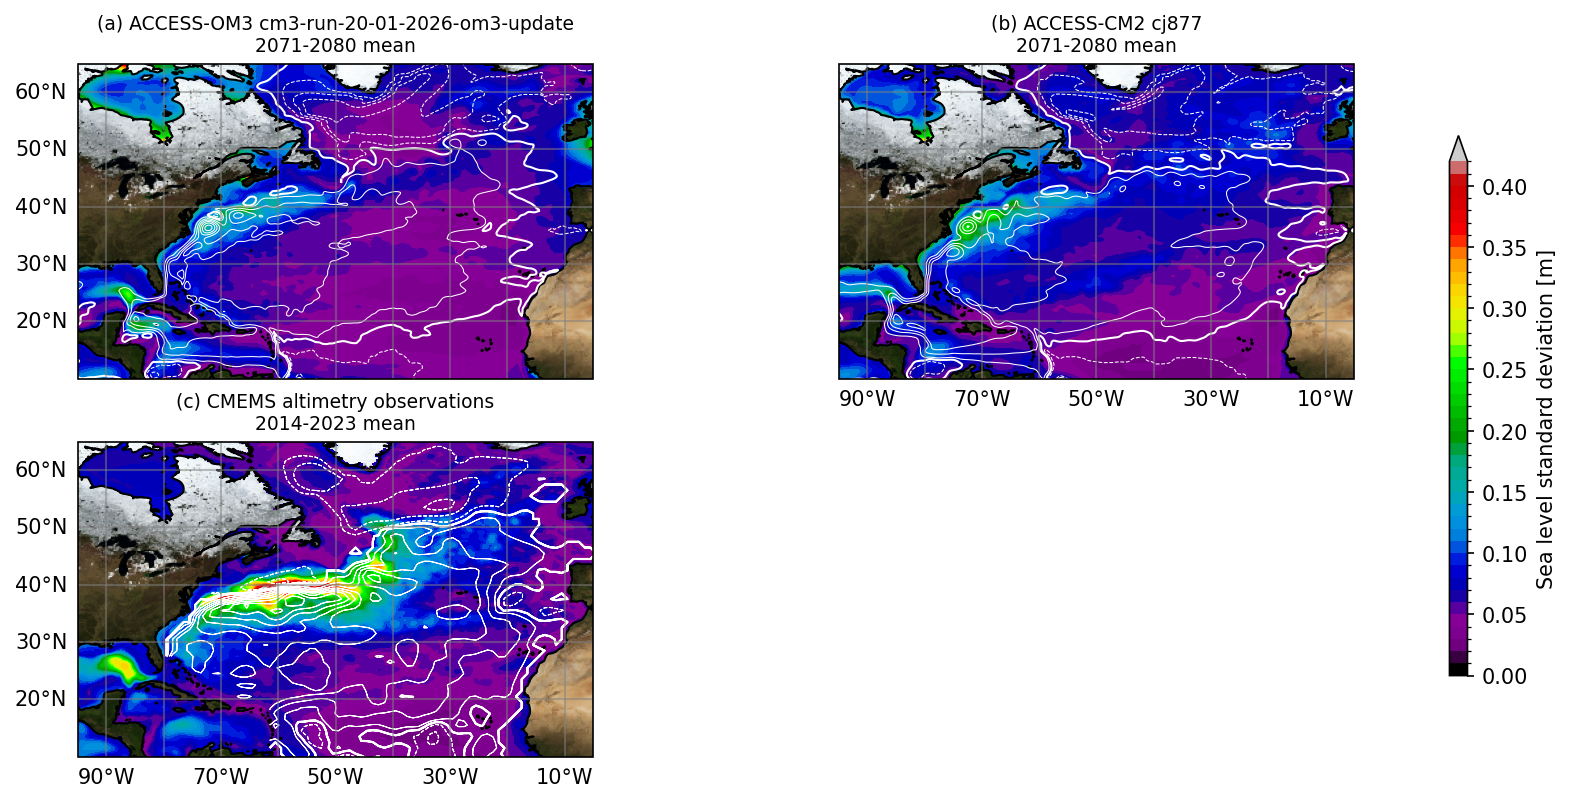 (a) ACCESS-OM3 cm3-run-20-01-2026-om3-update
2071-2080 mean
(b) ACCESS-CM2 cj877
2071-2080 mean
60°N
50°N
40°N
30°N
20°N
90°W 70°W 50°W 30°W 10°W
(c) CMEMS altimetry observations
2014-2023 mean
60°N
50°N
40°N
30°N
20°N
90°W 70°W 50°W 30°W 10°W
0.40
0.35
0.30
0.25
0.20
0.15
0.10
0.05
0.00
Sea level standard deviation [m]